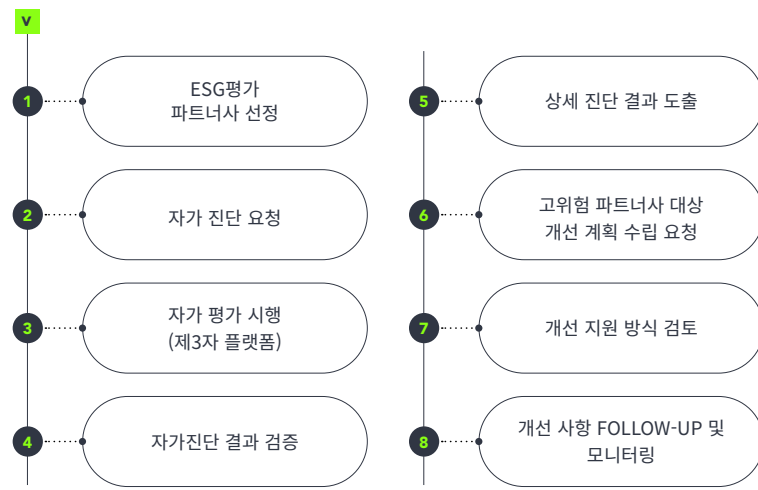 V
1
ESG평가
파트너사 선정
2
자가 진단 요청
3
자가 평가 시행
(제3자 플랫폼)
4
자가진단 결과 검증
5
상세 진단 결과 도출
6
고위험 파트너사 대상
개선 계획 수립 요청
7
개선 지원 방식 검토
8
개선 사항 FOLLOW-UP 및
모니터링